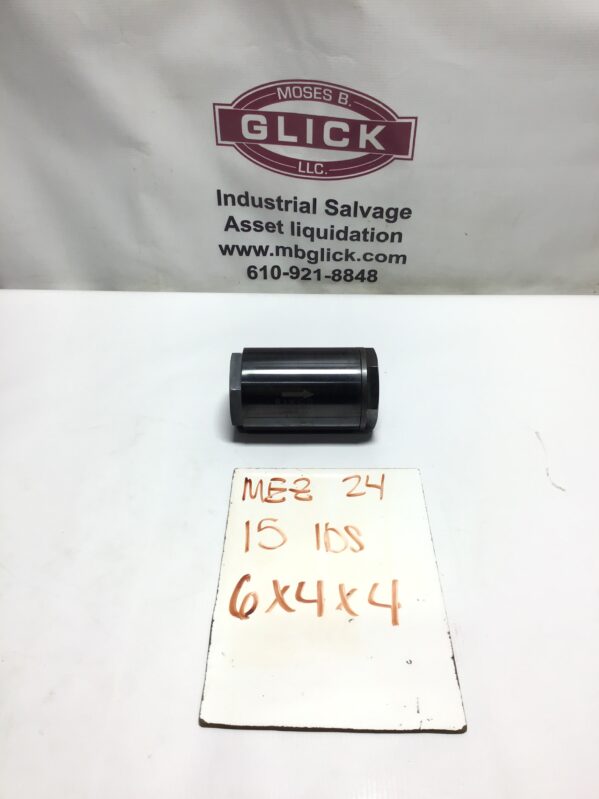 MOSES B.
GLICK
LLC.
Industrial Salvage
Asset liquidation
www.mbglick.com
610-921-8848
MEZ 24
15 lbs
6x4x4